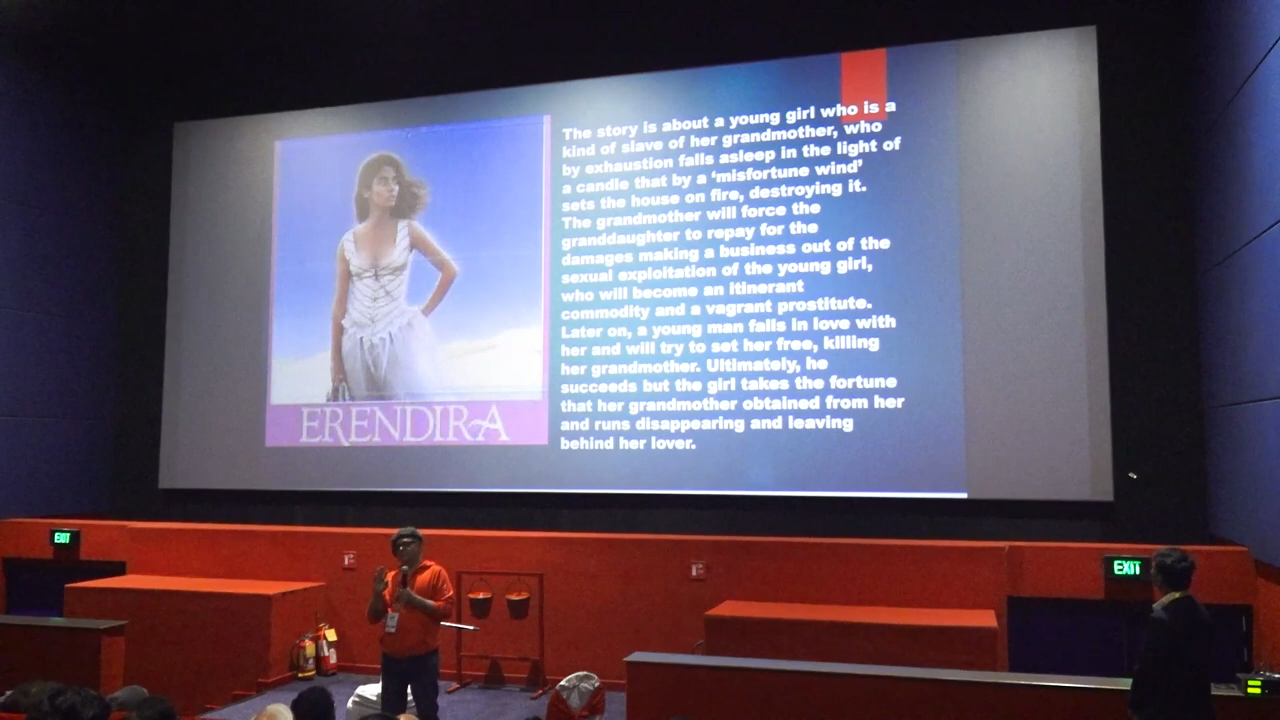 The story is about a young girl who is a
kind of slave of her grandmother, who
by exhaustion falls asleep in the light of
a candle that by a ‘misfortune wind’
sets the house on fire, destroying it.
The grandmother will force the
granddaughter to repay for the
damages making a business out of the
sexual exploitation of the young girl,
who will become an itinerant
commodity and a vagrant prostitute.
Later on, a young man falls in love with
her and will try to set her free, killing
her grandmother. Ultimately, he
succeeds but the girl takes the fortune
that her grandmother obtained from her
and runs disappearing and leaving
behind her lover.
ERENDIRA
EXIT
EXIT